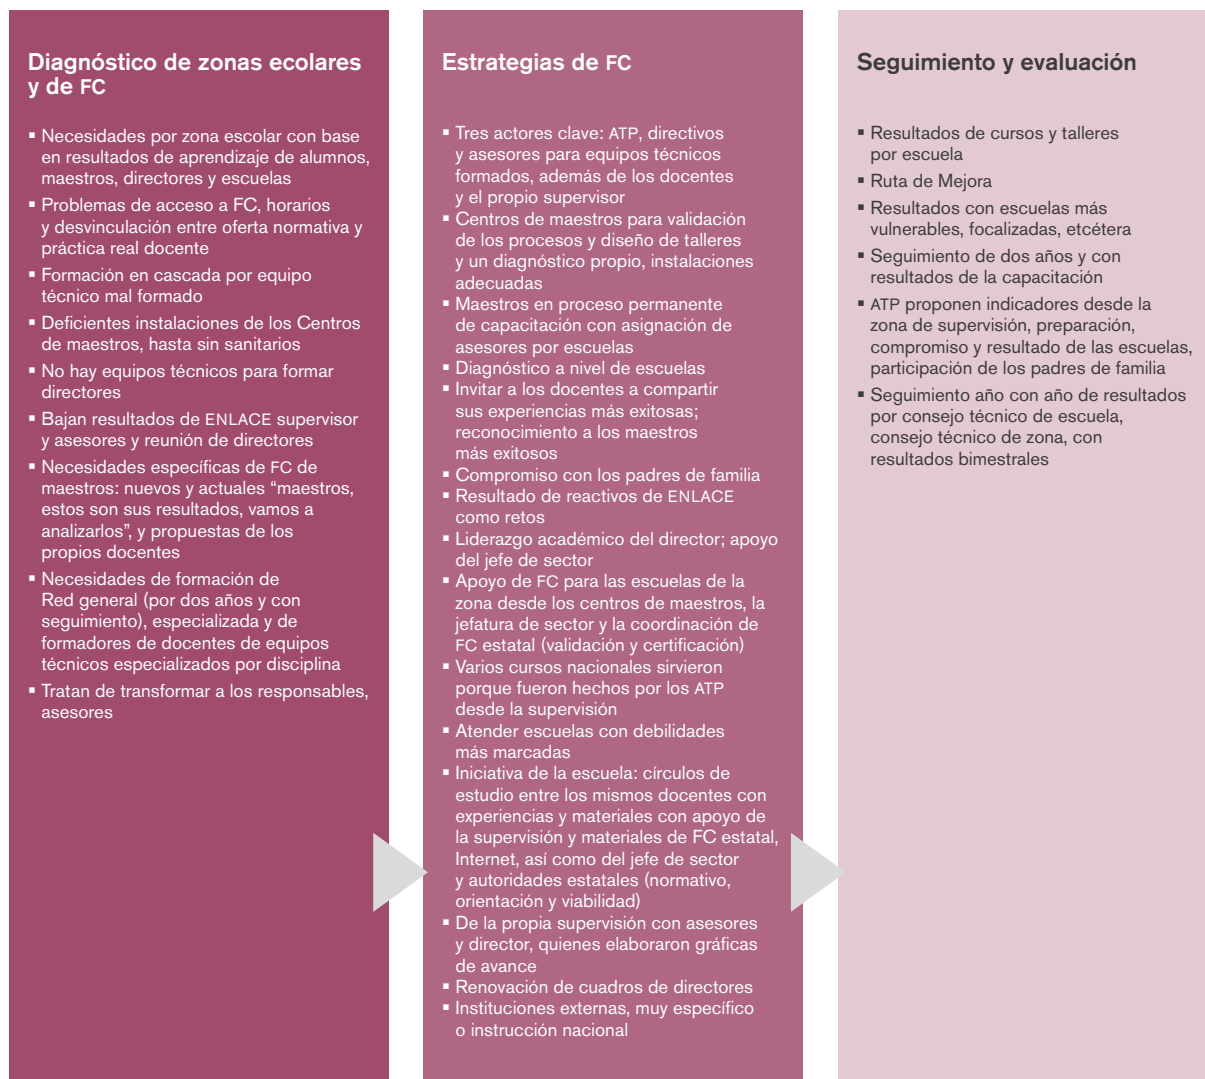 Diagnóstico de zonas ecolares
y de FC
▪ Necesidades por zona escolar con base
en resultados de aprendizaje de alumnos,
maestros, directores y escuelas
▪ Problemas de acceso a FC, horarios
y desvinculación entre oferta normativa y
práctica real docente
▪ Formación en cascada por equipo
técnico mal formado
▪ Deficientes instalaciones de los Centros
de maestros, hasta sin sanitarios
▪ No hay equipos técnicos para formar
directores
▪ Bajan resultados de ENLACE supervisor
y asesores y reunión de directores
▪ Necesidades específicas de FC de
maestros: nuevos y actuales “maestros,
estos son sus resultados, vamos a
analizarlos”, y propuestas de los
propios docentes
▪ Necesidades de formación de
Red general (por dos años y con
seguimiento), especializada y de
formadores de docentes de equipos
técnicos especializados por disciplina
▪ Tratan de transformar a los responsables,
asesores
Estrategias de FC
▪ Tres actores clave: ATP, directivos
y asesores para equipos técnicos
formados, además de los docentes
y el propio supervisor
▪ Centros de maestros para validación
de los procesos y diseño de talleres
y un diagnóstico propio, instalaciones
adecuadas
▪ Maestros en proceso permanente
de capacitación con asignación de
asesores por escuelas
▪ Diagnóstico a nivel de escuelas
▪ Invitar a los docentes a compartir
sus experiencias más exitosas;
reconocimiento a los maestros
más exitosos
▪ Compromiso con los padres de familia
▪ Resultado de reactivos de ENLACE
como retos
▪ Liderazgo académico del director; apoyo
del jefe de sector
▪ Apoyo de FC para las escuelas de la
zona desde los centros de maestros, la
jefatura de sector y la coordinación de
FC estatal (validación y certificación)
▪ Varios cursos nacionales sirvieron
porque fueron hechos por los ATP
desde la supervisión
▪ Atender escuelas con debilidades
más marcadas
▪ Iniciativa de la escuela: círculos de
estudio entre los mismos docentes con
experiencias y materiales con apoyo de
la supervisión y materiales de FC estatal,
Internet, así como del jefe de sector
y autoridades estatales (normativo,
orientación y viabilidad)
▪ De la propia supervisión con asesores
y director, quienes elaboraron gráficas
de avance
▪ Renovación de cuadros de directores
▪ Instituciones externas, muy específico
o instrucción nacional
Seguimiento y evaluación
▪ Resultados de cursos y talleres
por escuela
▪ Ruta de Mejora
▪ Resultados con escuelas más
vulnerables, focalizadas, etcétera
▪ Seguimiento de dos años y con
resultados de la capacitación
▪ ATP proponen indicadores desde la
zona de supervisión, preparación,
compromiso y resultado de las escuelas,
participación de los padres de familia
▪ Seguimiento año con año de resultados
por consejo técnico de escuela,
consejo técnico de zona, con
resultados bimestrales